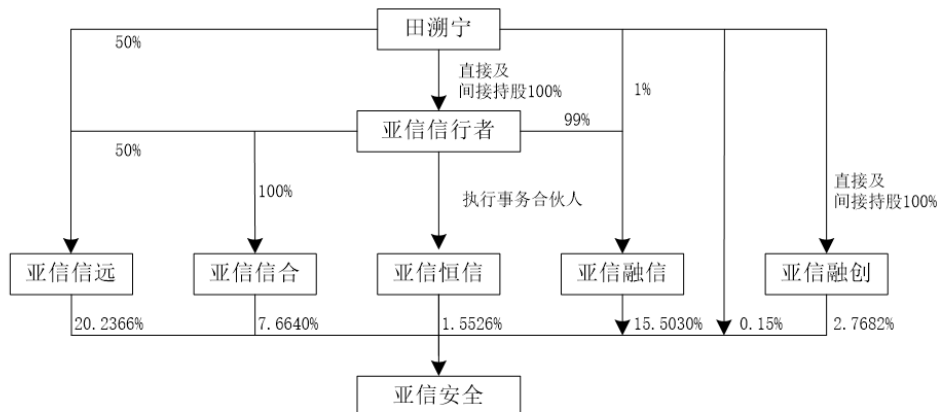 田溯宁
50%
直接及
间接持股100%
1%
亚信信行者
99%
50%
100%
执行事务合伙人
直接及
间接持股100%
亚信信远
亚信信合
亚信恒信
亚信融信
亚信融创
20.2366%
7.6640%
1.5526%
15.5030%
0.15%
2.7682%
亚信安全